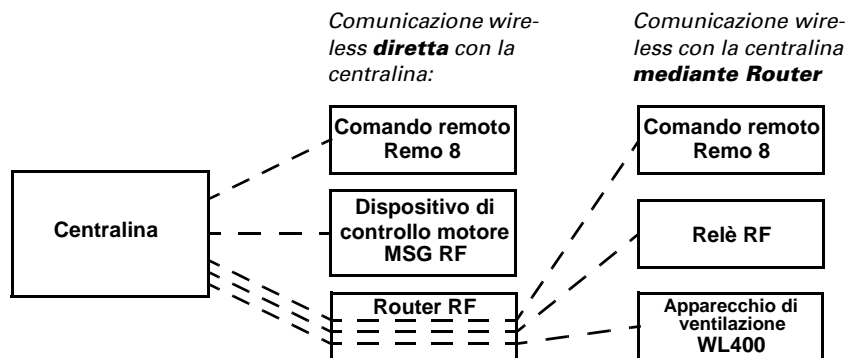 Comunicazione wire-
less diretta con la
centralina:
Comunicazione wire-
less con la centralina
mediante Router
Centralina
Comando remoto
Remo 8
Dispositivo di
controllo motore
MSG RF
Router RF
Comando remoto
Remo 8
Relè RF
Apparecchio di
ventilazione
WL400